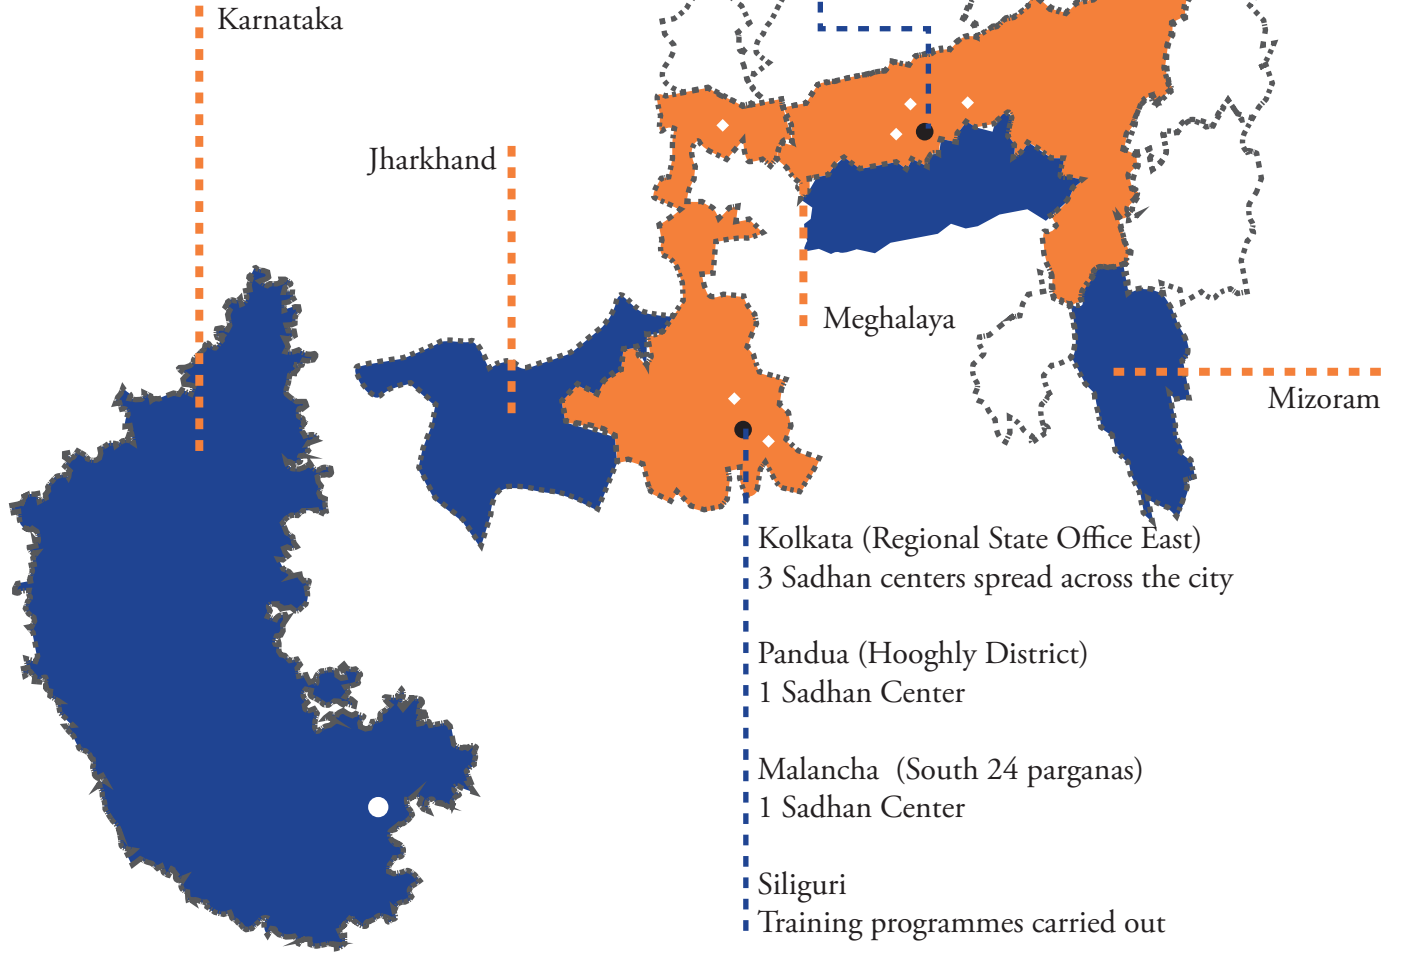 Karnataka
Jharkhand
Meghalaya
Mizoram
Kolkata (Regional State Office East)
3 Sadhan centers spread across the city
Pandua (Hooghly District)
1 Sadhan Center
Malancha  (South 24 parganas)
1 Sadhan Center
Siliguri
Training programmes carried out